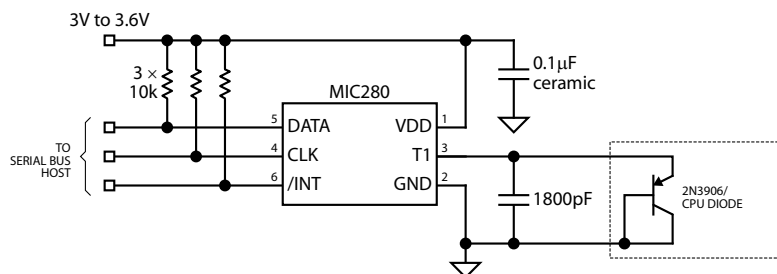 3V to 3.6V
3 ×
10k
0.1µF
ceramic
MIC280
TO
SERIAL BUS
HOST
5
DATA
VDD
1
4
CLK
T1
3
6
/INT
GND
2
1800pF
2N3906/
CPU DIODE